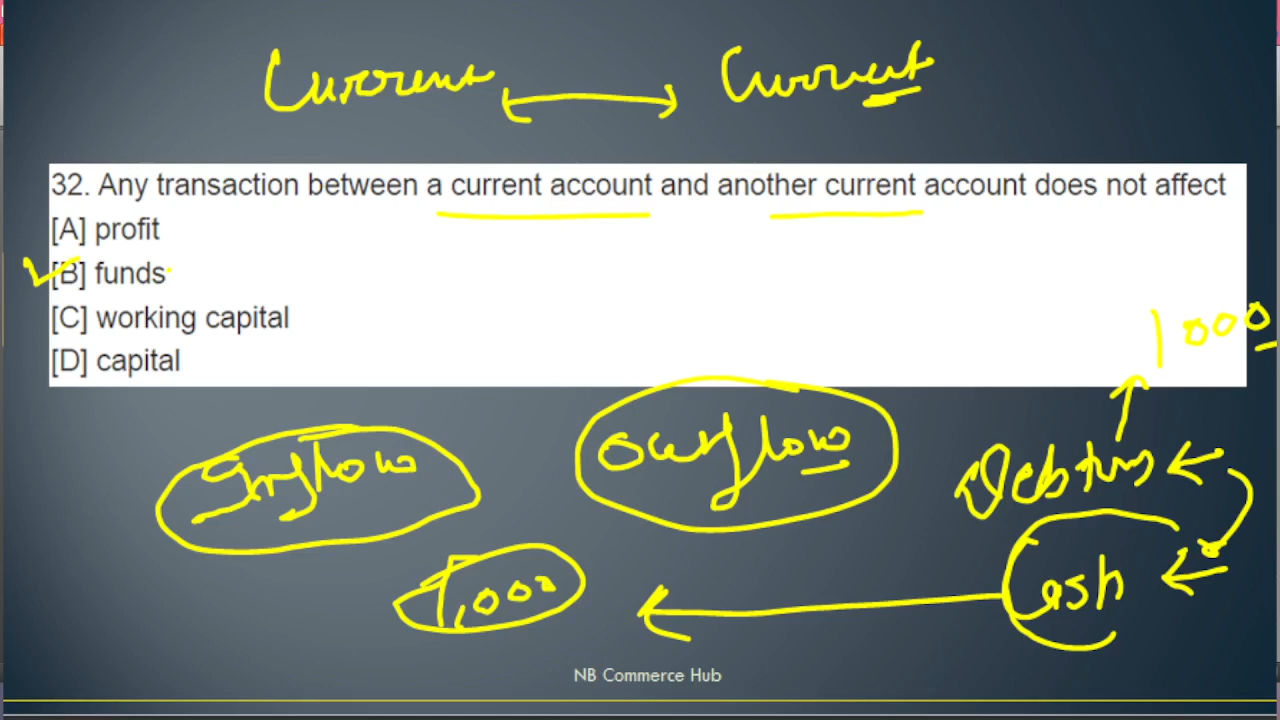 Current Current
32. Any transaction between a current account and another current account does not affect
[A] profit
[B] funds
[C] working capital
[D] capital
1000
Inflow outflow Debtors
1,000 Cash
NB Commerce Hub